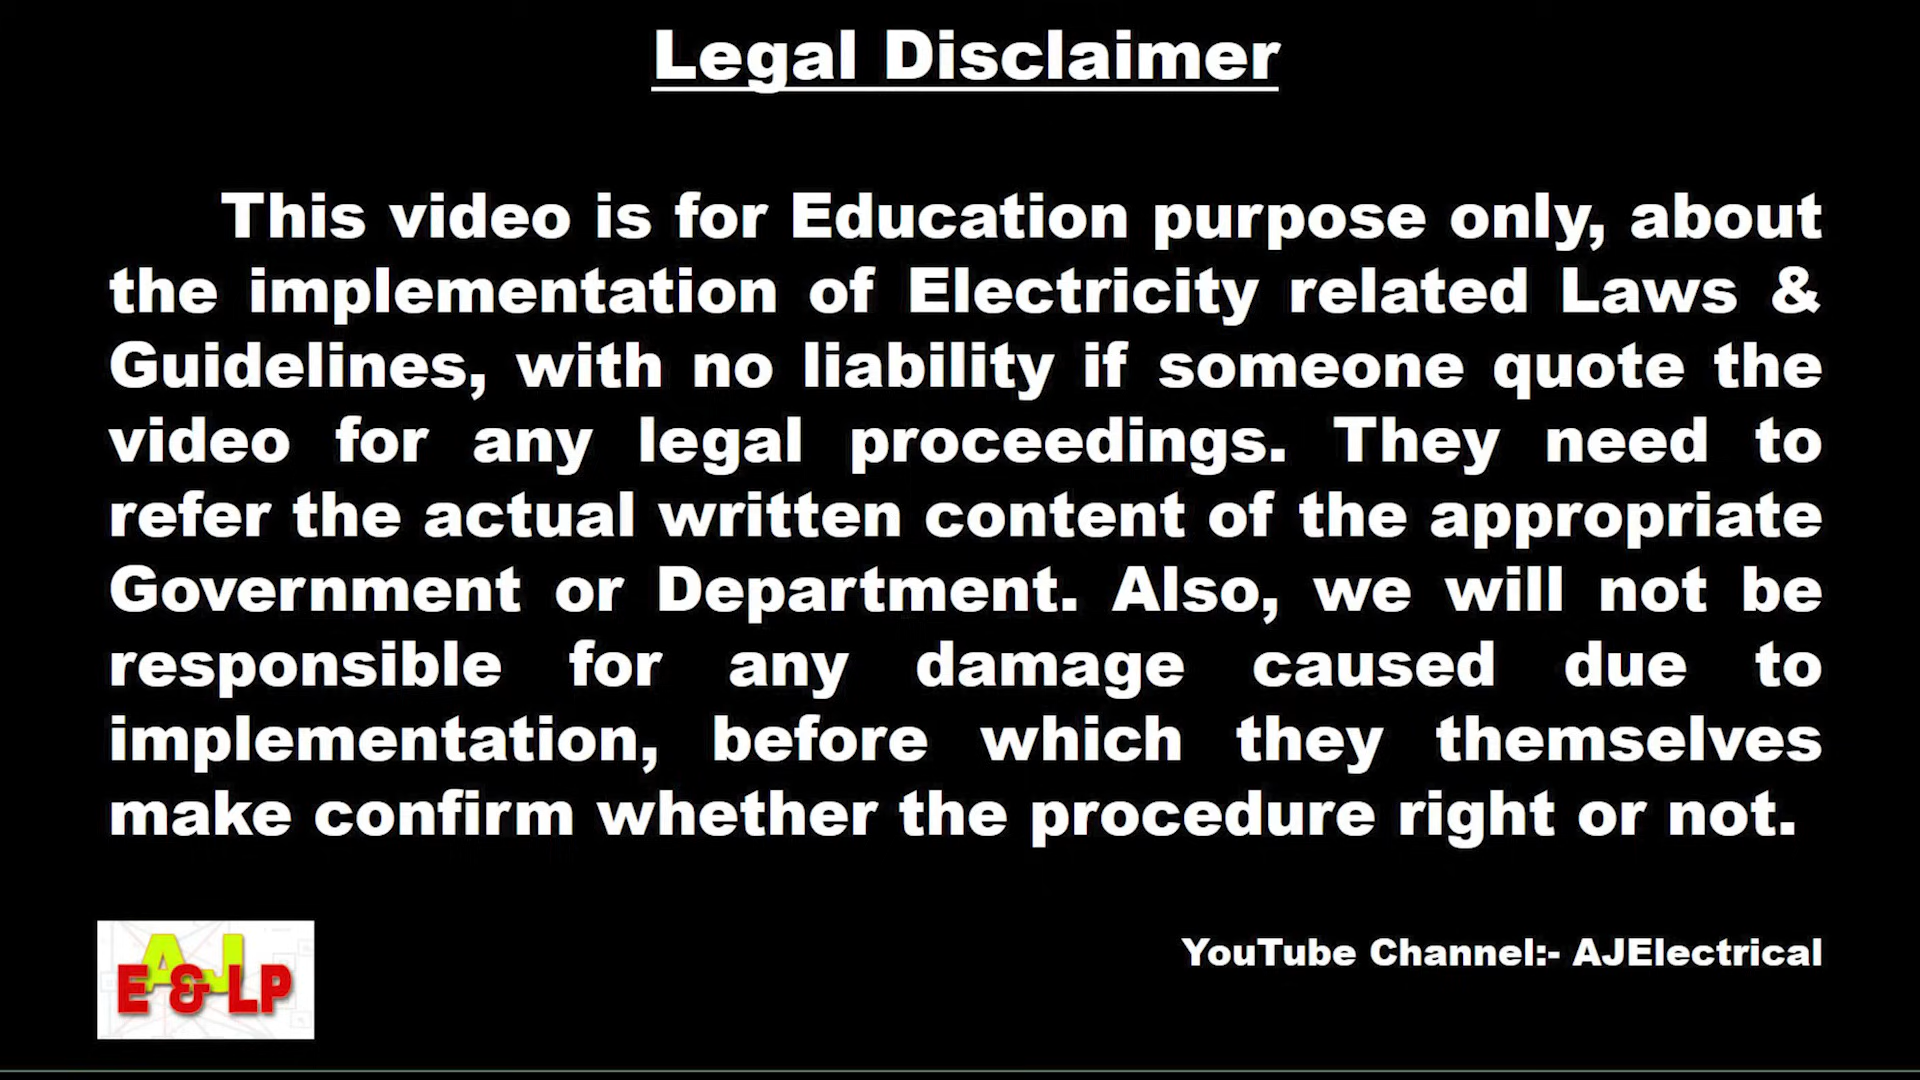 Legal Disclaimer
This video is for Education purpose only, about
the implementation of Electricity related Laws &
Guidelines, with no liability if someone quote the
video for any legal proceedings. They need to
refer the actual written content of the appropriate
Government or Department. Also, we will not be
responsible for any damage caused due to
implementation, before which they themselves
make confirm whether the procedure right or not.
AJ
E & LP
YouTube Channel:- AJElectrical